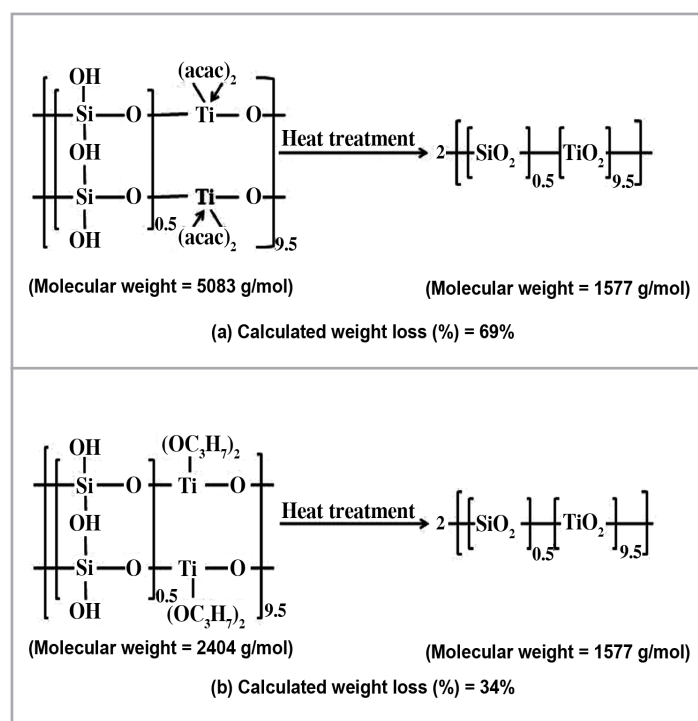 OH (acac)₂
Si O Ti O
OH Heat treatment 2 SiO₂ TiO₂
0.5 9.5
Si O Ti O
OH 0.5 (acac)₂ 9.5
(Molecular weight = 5083 g/mol) (Molecular weight = 1577 g/mol)
(a) Calculated weight loss (%) = 69%
OH (OC₃H₇)₂
Si O Ti O
OH Heat treatment 2 SiO₂ TiO₂
0.5 9.5
Si O Ti O
OH 0.5 (OC₃H₇)₂ 9.5
(Molecular weight = 2404 g/mol) (Molecular weight = 1577 g/mol)
(b) Calculated weight loss (%) = 34%